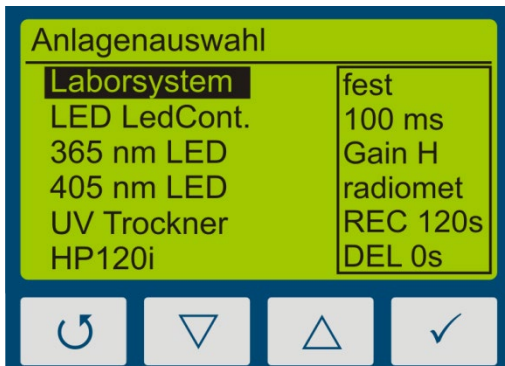 Anlagenauswahl
Laborsystem
LED LedCont.
365 nm LED
405 nm LED
UV Trockner
HP120i
fest
100 ms
Gain H
radiomet
REC 120s
DEL 0s